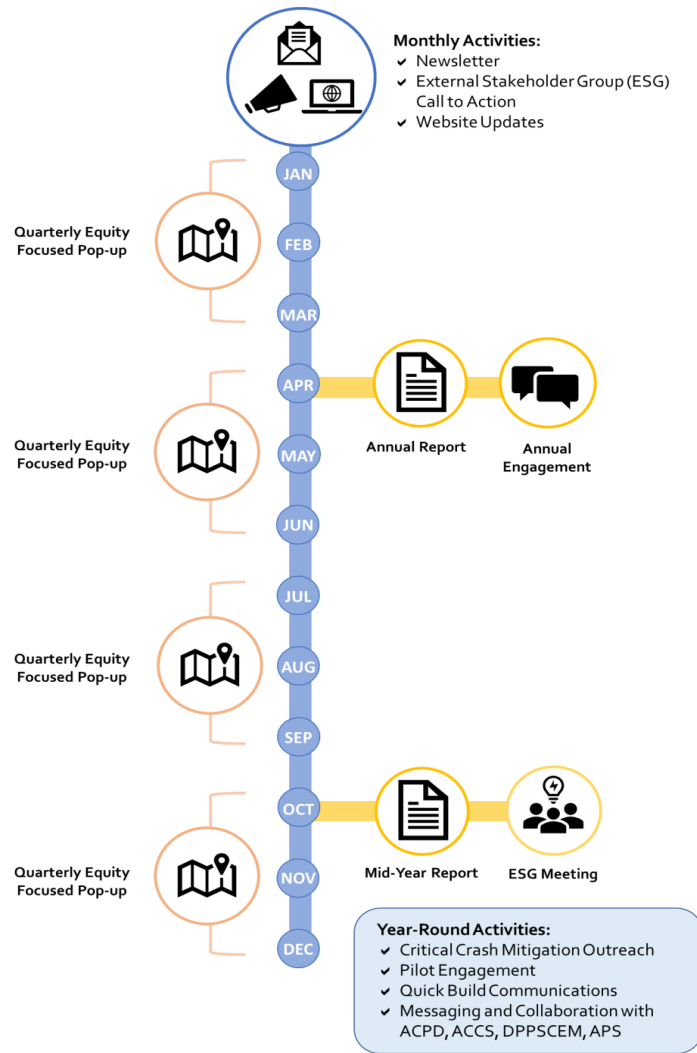 Monthly Activities:
✓ Newsletter
✓ External Stakeholder Group (ESG)
Call to Action
✓ Website Updates
JAN
Quarterly Equity
Focused Pop-up
FEB
MAR
APR
Annual Report
Annual
Engagement
Quarterly Equity
Focused Pop-up
MAY
JUN
JUL
Quarterly Equity
Focused Pop-up
AUG
SEP
OCT
Mid-Year Report
ESG Meeting
Quarterly Equity
Focused Pop-up
NOV
DEC
Year-Round Activities:
✓ Critical Crash Mitigation Outreach
✓ Pilot Engagement
✓ Quick Build Communications
✓ Messaging and Collaboration with
ACPD, ACCS, DPPSCEM, APS